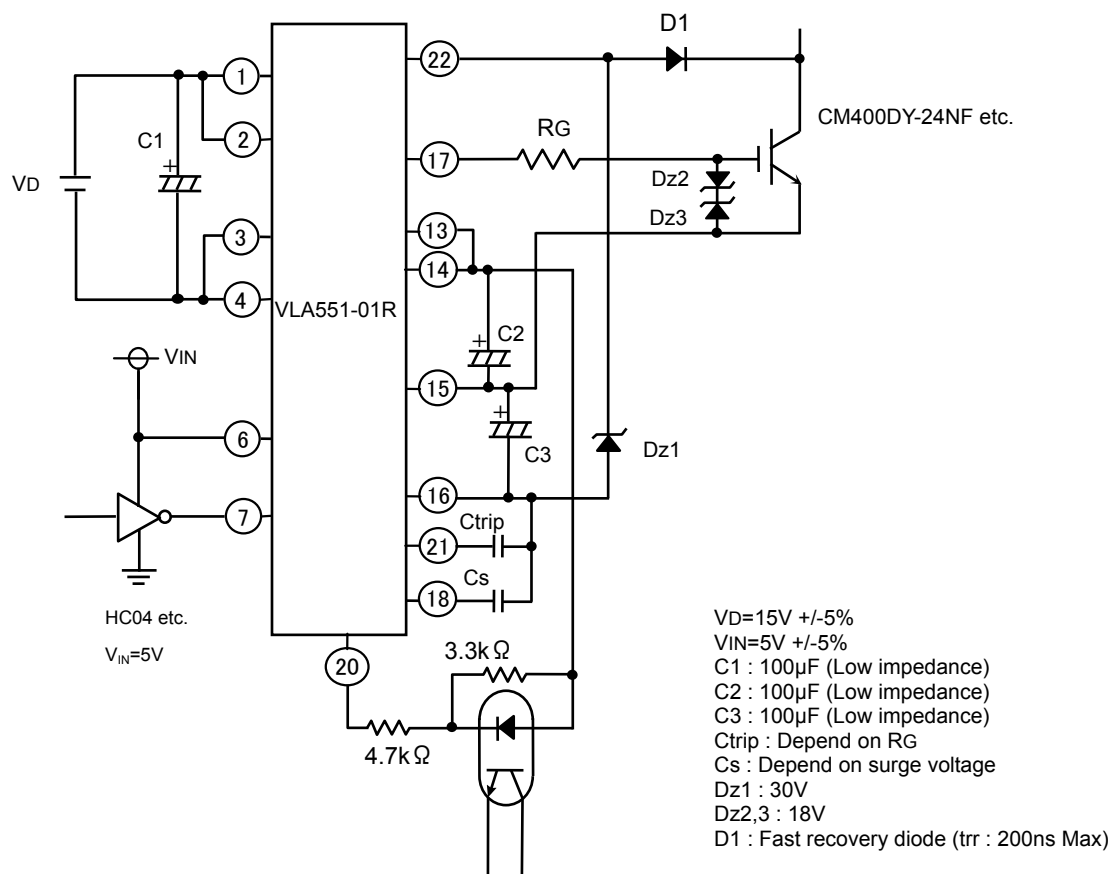 D1
22
1
CM400DY-24NF etc.
C1
+
2
RG
17
VD
Dz2
Dz3
13
3
14
4
VLA551-01R
C2
+
VIN
15
+
6
C3
Dz1
16
7
Ctrip
21
Cs
18
HC04 etc.
VIN=5V
20
3.3kΩ
4.7kΩ
VD=15V +/-5%
VIN=5V +/-5%
C1 : 100µF (Low impedance)
C2 : 100µF (Low impedance)
C3 : 100µF (Low impedance)
Ctrip : Depend on RG
Cs : Depend on surge voltage
Dz1 : 30V
Dz2,3 : 18V
D1 : Fast recovery diode (trr : 200ns Max)